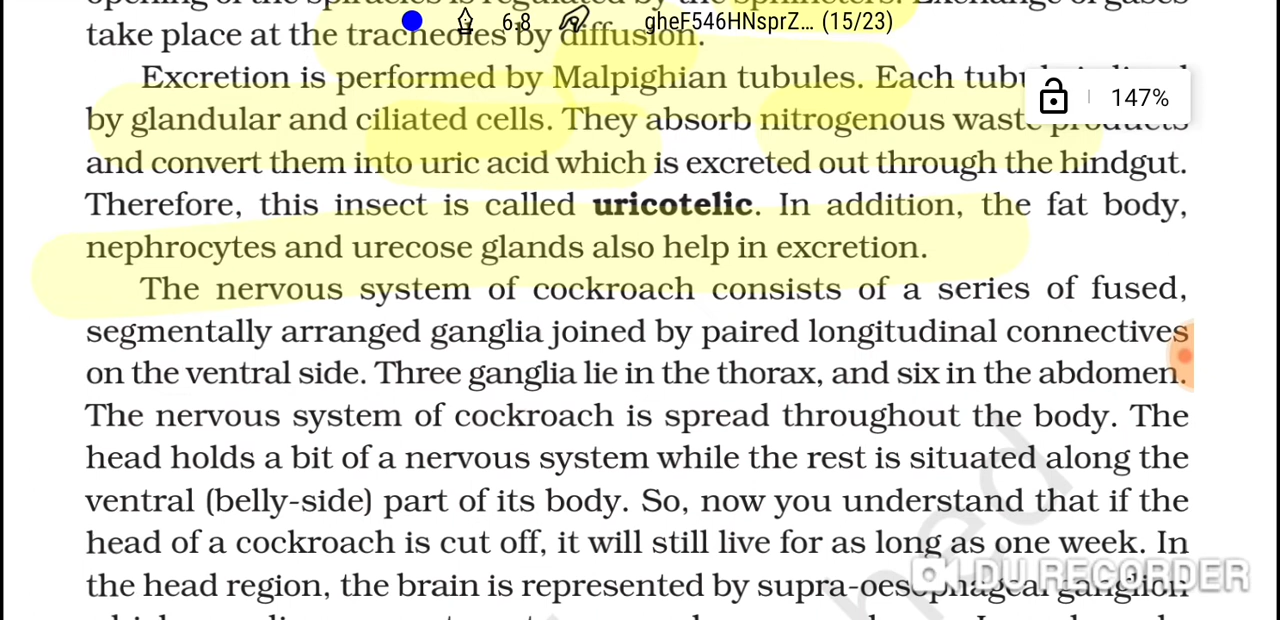 take place at the tracheoles by diffusion.
6.8
gheF546HNsprZ... (15/23)
Excretion is performed by Malpighian tubules. Each
147%
by glandular and ciliated cells. They absorb nitrogenous waste products
and convert them into uric acid which is excreted out through the hindgut.
Therefore, this insect is called uricotelic. In addition, the fat body,
nephrocytes and urecose glands also help in excretion.
The nervous system of cockroach consists of a series of fused,
segmentally arranged ganglia joined by paired longitudinal connectives
on the ventral side. Three ganglia lie in the thorax, and six in the abdomen.
The nervous system of cockroach is spread throughout the body. The
head holds a bit of a nervous system while the rest is situated along the
ventral (belly-side) part of its body. So, now you understand that if the
head of a cockroach is cut off, it will still live for as long as one week. In
the head region, the brain is represented by supra-oesophageal ganglion
DU RECORDER